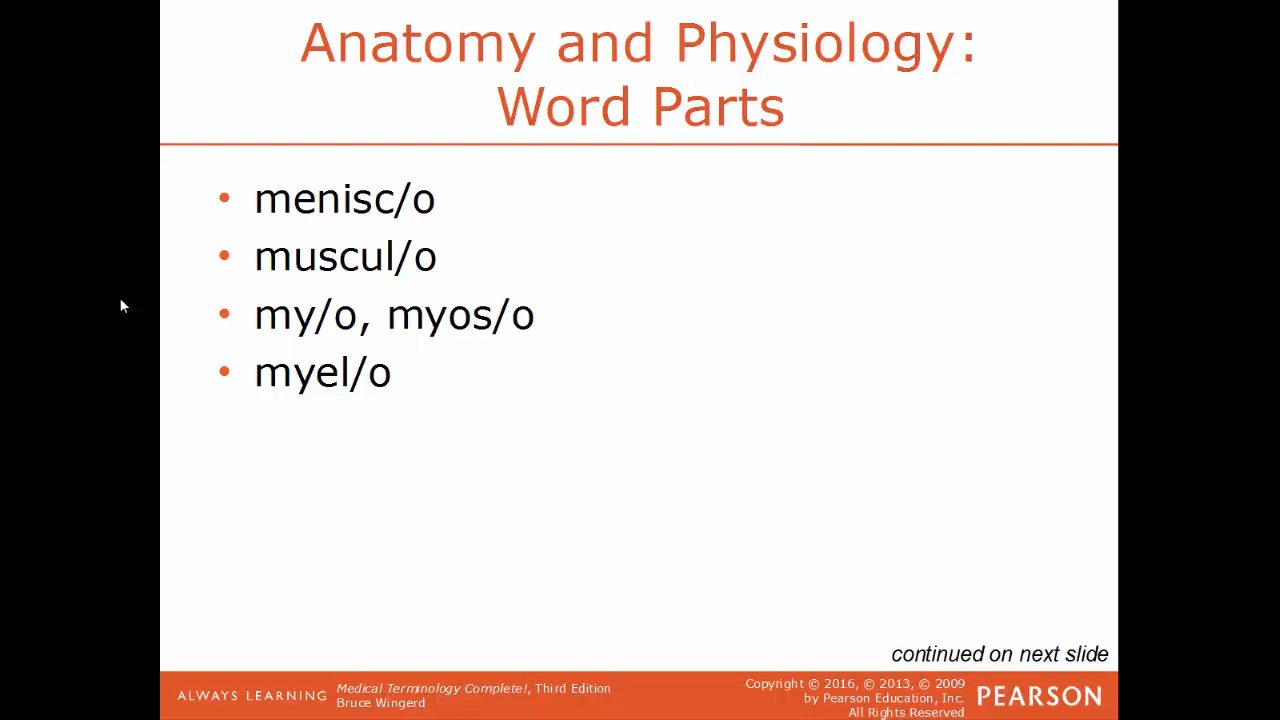 Anatomy and Physiology:
Word Parts
• menisc/o
• muscul/o
• my/o, myos/o
• myel/o
continued on next slide
ALWAYS LEARNING
Medical Terminology Complete!, Third Edition
Bruce Wingerd
Copyright © 2016, © 2013, © 2009
by Pearson Education, Inc.
All Rights Reserved
PEARSON